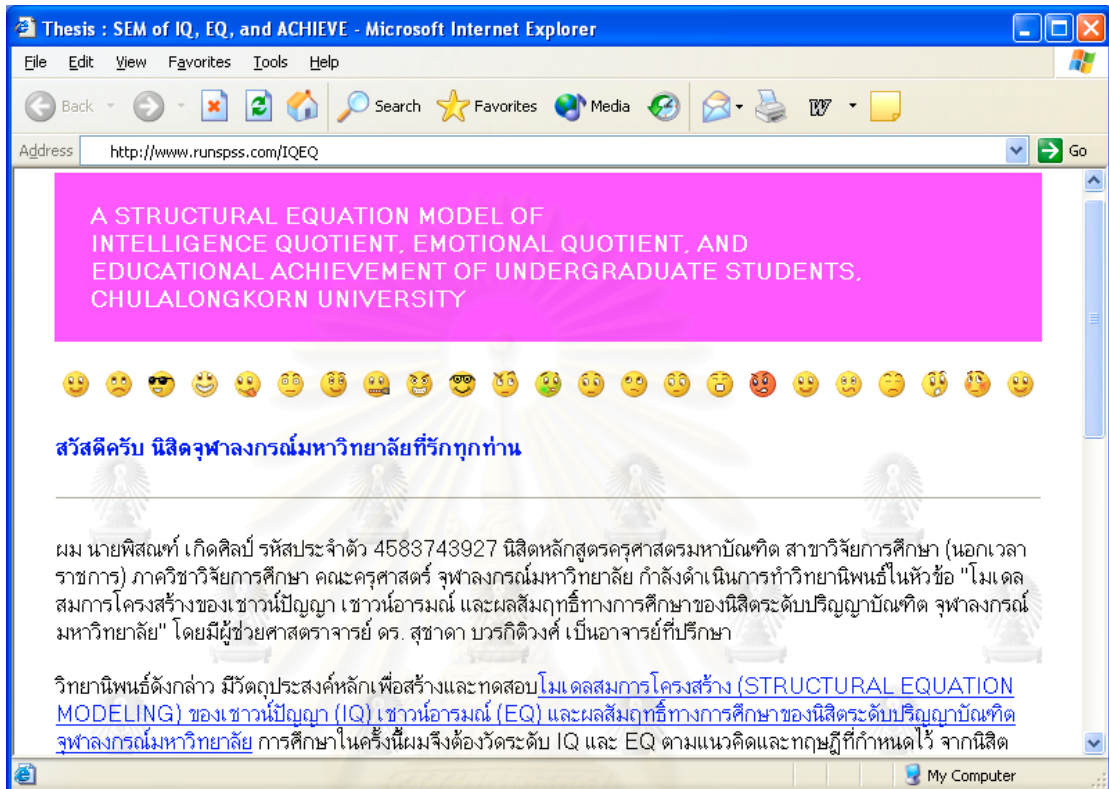 Thesis : SEM of IQ, EQ, and ACHIEVE - Microsoft Internet Explorer
File Edit View Favorites Tools Help
Back Search Favorites Media
Address http://www.runspss.com/IQEQ Go
A STRUCTURAL EQUATION MODEL OF
INTELLIGENCE QUOTIENT, EMOTIONAL QUOTIENT, AND
EDUCATIONAL ACHIEVEMENT OF UNDERGRADUATE STUDENTS,
CHULALONGKORN UNIVERSITY
สวัสดีครับ นิสิตจุฬาลงกรณ์มหาวิทยาลัยที่รักทุกท่าน
ผม นายพิสณฑ์ เกิดศิลป์ รหัสประจำตัว 4583743927 นิสิตหลักสูตรครุศาสตรมหาบัณฑิต สาขาวิจัยการศึกษา (นอกเวลา
ราชการ) ภาควิชาวิจัยการศึกษา คณะครุศาสตร์ จุฬาลงกรณ์มหาวิทยาลัย กำลังดำเนินการทำวิทยานิพนธ์ในหัวข้อ "โมเดล
สมการโครงสร้างของเชาวน์ปัญญา เชาวน์อารมณ์ และผลสัมฤทธิ์ทางการศึกษาของนิสิตระดับปริญญาบัณฑิต จุฬาลงกรณ์
มหาวิทยาลัย" โดยมีผู้ช่วยศาสตราจารย์ ดร. สุชาดา บวรกิติวงศ์ เป็นอาจารย์ที่ปรึกษา
วิทยานิพนธ์ดังกล่าว มีวัตถุประสงค์หลักเพื่อสร้างและทดสอบโมเดลสมการโครงสร้าง (STRUCTURAL EQUATION
MODELING) ของเชาวน์ปัญญา (IQ) เชาวน์อารมณ์ (EQ) และผลสัมฤทธิ์ทางการศึกษาของนิสิตระดับปริญญาบัณฑิต
จุฬาลงกรณ์มหาวิทยาลัย การศึกษาในครั้งนี้ผมจึงต้องวัดระดับ IQ และ EQ ตามแนวคิดและทฤษฎีที่กำหนดไว้ จากนิสิต
My Computer